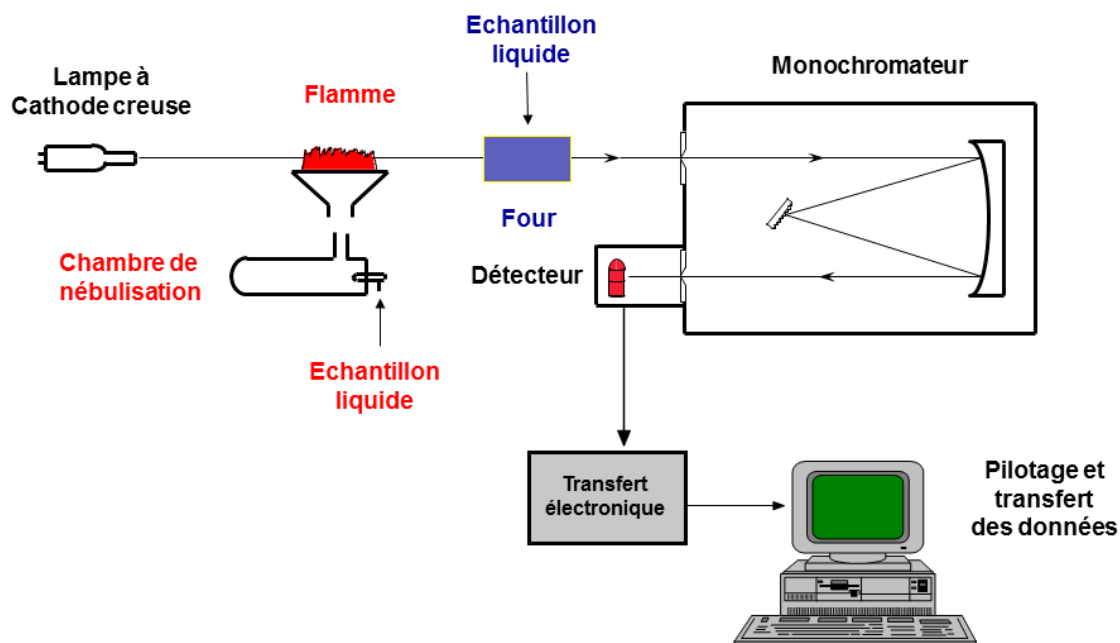 Echantillon
liquide
Lampe à
Cathode creuse
Flamme
Monochromateur
Four
Chambre de
nébulisation
Détecteur
Echantillon
liquide
Transfert
électronique
Pilotage et
transfert
des données